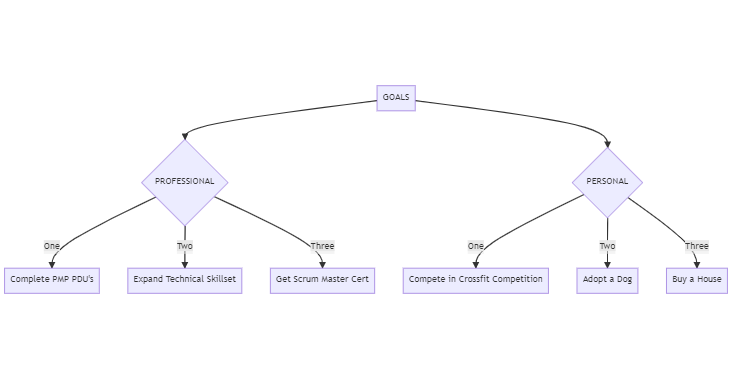 GOALS
PROFESSIONAL
PERSONAL
One
Two
Three
One
Two
Three
Complete PMP PDU's
Expand Technical Skillset
Get Scrum Master Cert
Compete in Crossfit Competition
Adopt a Dog
Buy a House